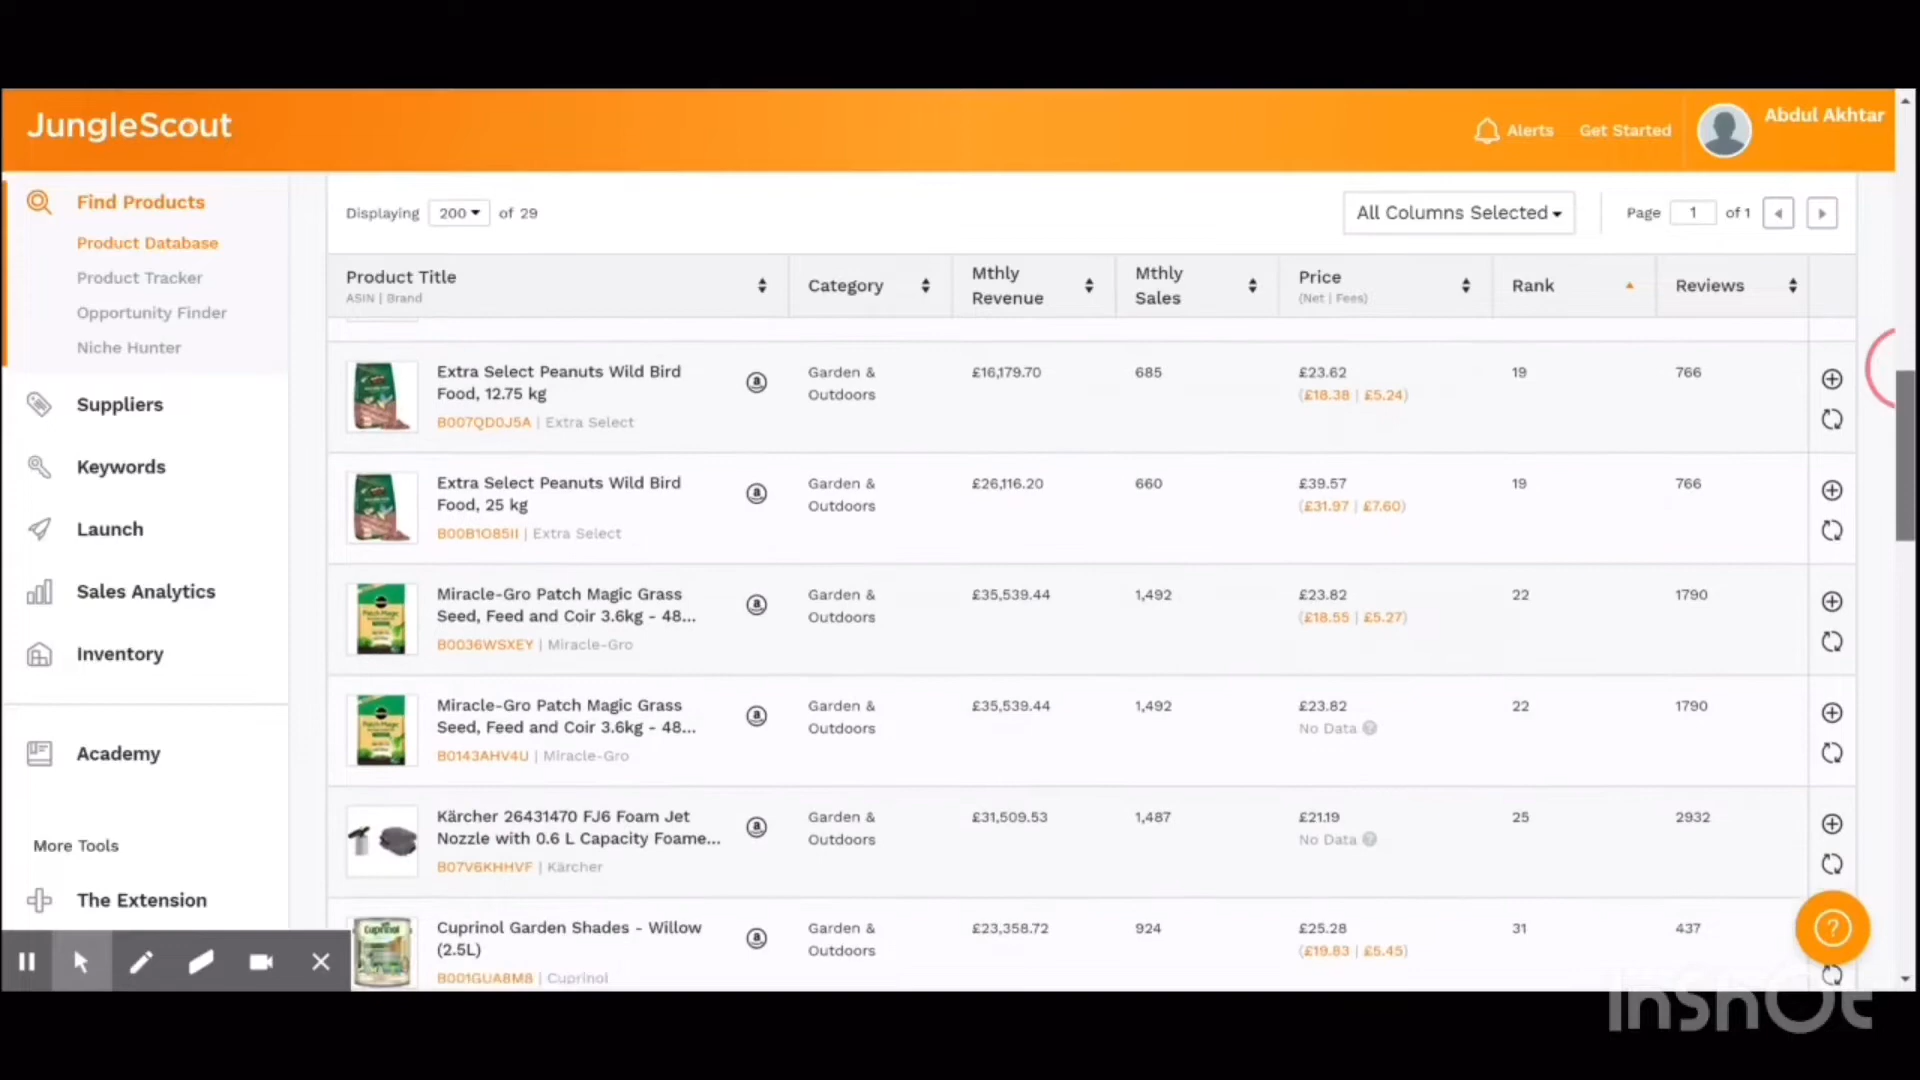 JungleScout
Alerts
Get Started
Abdul Akhtar
Find Products
Product Database
Product Tracker
Opportunity Finder
Niche Hunter
Suppliers
Keywords
Launch
Sales Analytics
Inventory
Academy
More Tools
The Extension
Displaying 200 of 29
All Columns Selected
Page 1 of 1
Product Title
ASIN | Brand
Category
Mthly
Revenue
Mthly
Sales
Price
(Net | Fees)
Rank
Reviews
Extra Select Peanuts Wild Bird
Food, 12.75 kg
B007QD0J5A | Extra Select
Garden &
Outdoors
£16,179.70
685
£23.62
(£18.38 | £5.24)
19
766
Extra Select Peanuts Wild Bird
Food, 25 kg
B00B1O85II | Extra Select
Garden &
Outdoors
£26,116.20
660
£39.57
(£31.97 | £7.60)
19
766
Miracle-Gro Patch Magic Grass
Seed, Feed and Coir 3.6kg - 48...
B0036WSXEY | Miracle-Gro
Garden &
Outdoors
£35,539.44
1,492
£23.82
(£18.55 | £5.27)
22
1790
Miracle-Gro Patch Magic Grass
Seed, Feed and Coir 3.6kg - 48...
B0143AHV4U | Miracle-Gro
Garden &
Outdoors
£35,539.44
1,492
£23.82
No Data ?
22
1790
Kärcher 26431470 FJ6 Foam Jet
Nozzle with 0.6 L Capacity Foame...
B07V6KHHVF | Kärcher
Garden &
Outdoors
£31,509.53
1,487
£21.19
No Data ?
25
2932
Cuprinol Garden Shades - Willow
(2.5L)
B001GUA8M8 | Cuprinol
Garden &
Outdoors
£23,358.72
924
£25.28
(£19.83 | £5.45)
31
437
?
InShOt